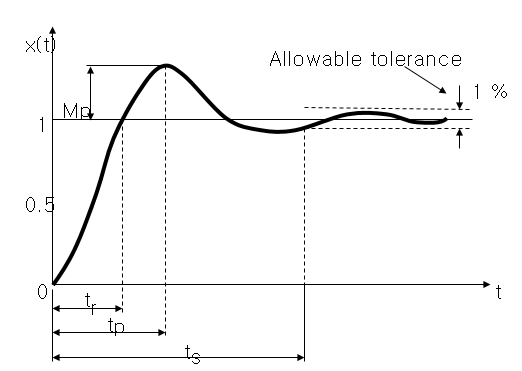 x(t)
Allowable tolerance
1 %
Mp
1
0.5
0
t
tr
tp
ts